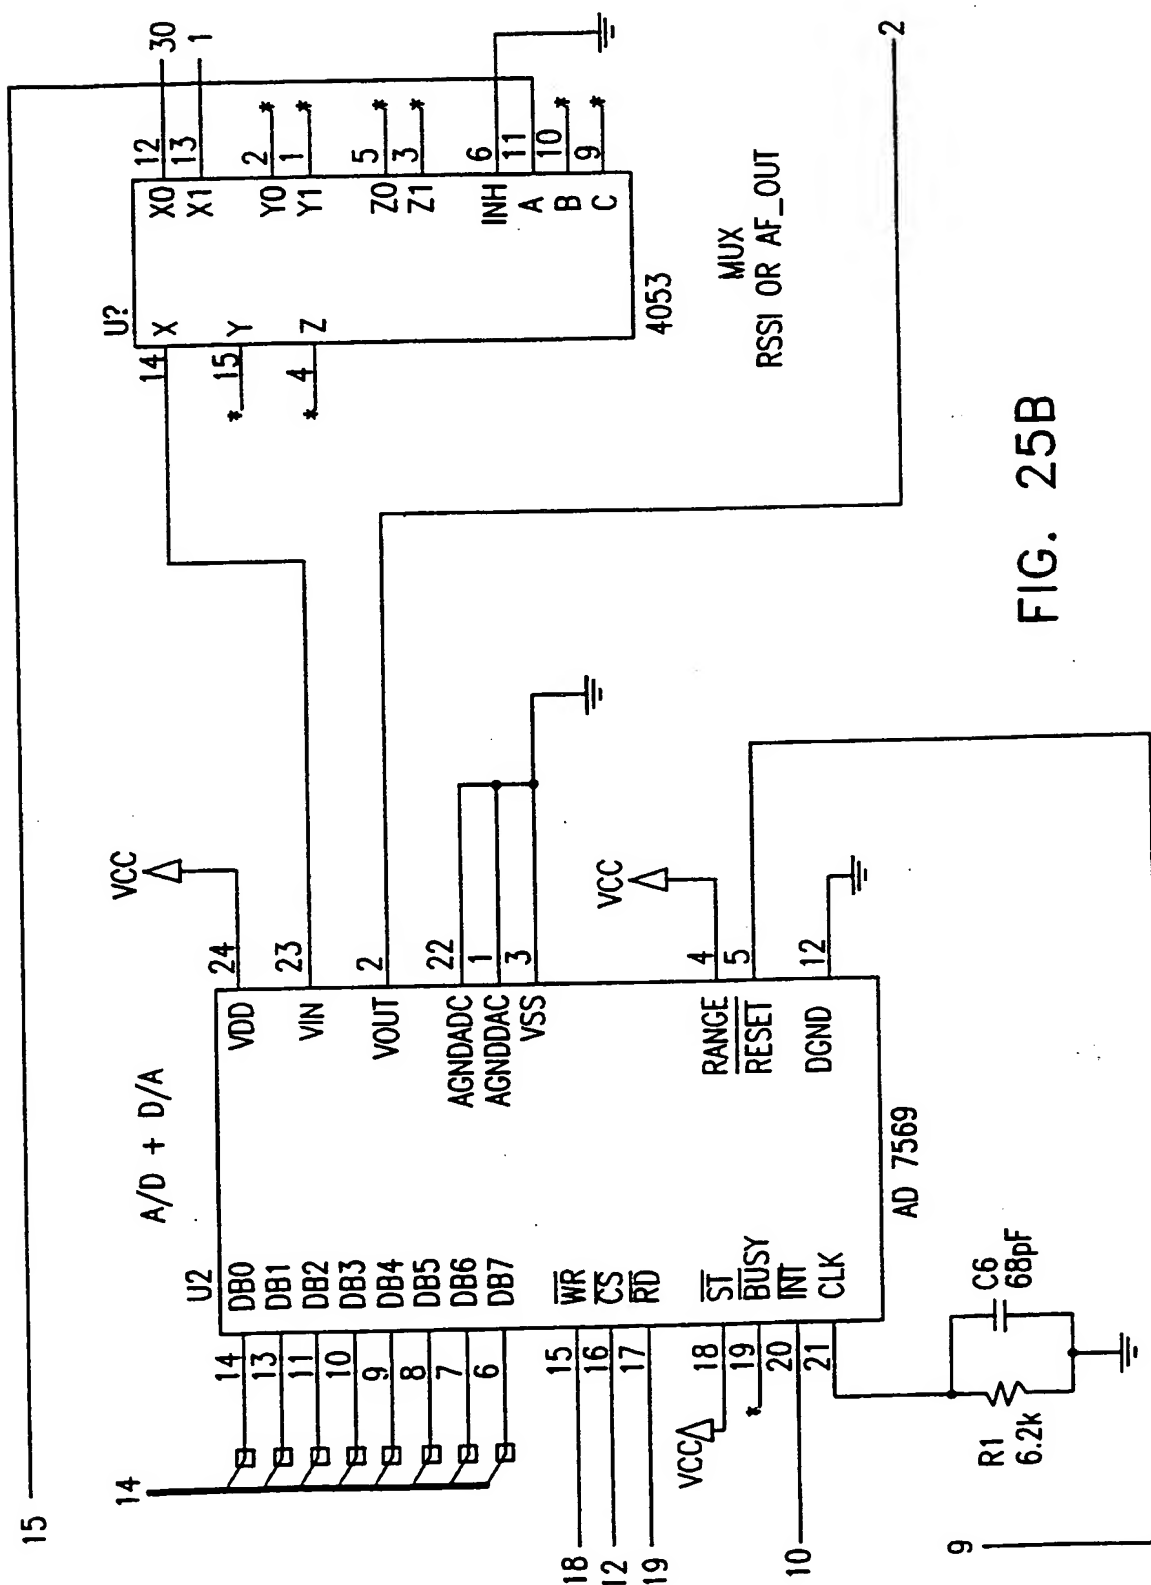 15
14
18
12
19
10
9
A/D + D/A
U2
14 DB0
13 DB1
11 DB2
10 DB3
9 DB4
8 DB5
7 DB6
6 DB7
15 WR
16 CS
17 RD
VCC
18 ST
* 19 BUSY
20 INT
21 CLK
R1
6.2k
C6
68pF
AD 7569
VDD 24
VCC
VIN 23
VOUT 2
AGNDADC 22
AGNDDAC 1
VSS 3
RANGE 4
VCC
RESET 5
DGND 12
U?
14 X
* 15 Y
* 4 Z
X0 12 30
X1 13 1
Y0 2 *
Y1 1 *
Z0 5 *
Z1 3 *
INH 6
A 11
B 10 *
C 9 *
4053
MUX
RSSI OR AF_OUT
2
FIG. 25B